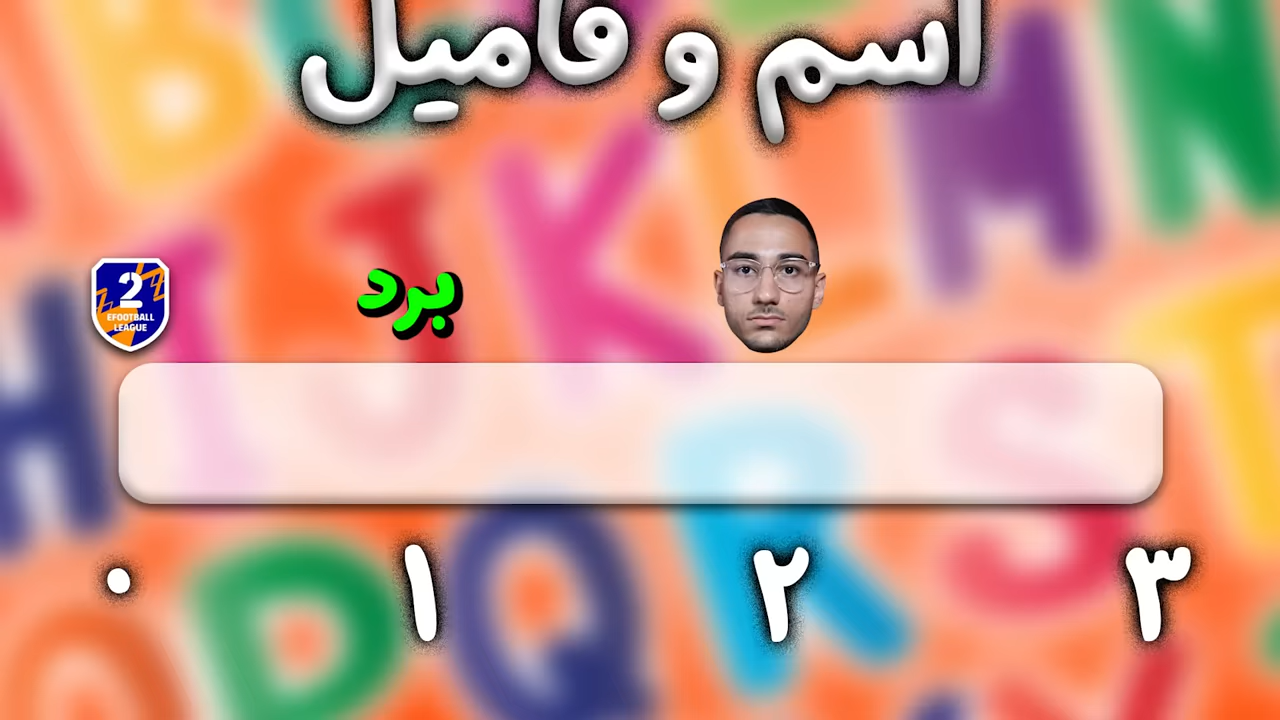 اسم و فامیل
برد
2
EFOOTBALL
LEAGUE
۰ ۱ ۲ ۳